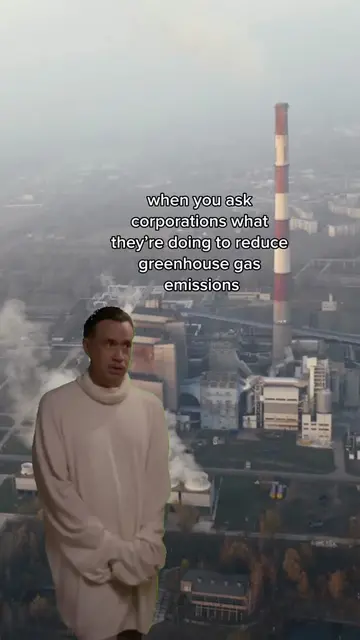 when you ask
corporations what
they're doing to reduce
greenhouse gas
emissions